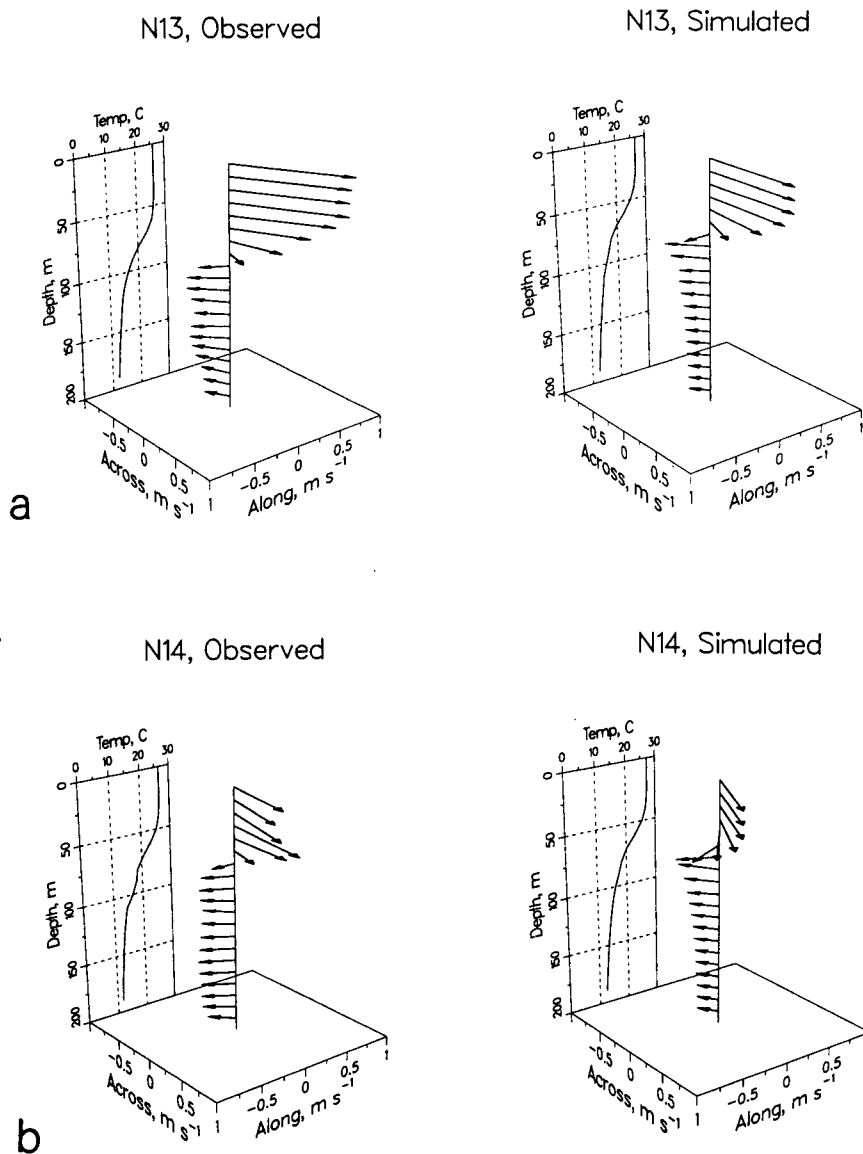 N13, Observed
N13, Simulated
Temp, C
0 10 20 30
Depth, m
0
50
100
150
200
Across, m s⁻¹
-0.5 0 0.5 1
Along, m s⁻¹
-0.5 0 0.5 1
Temp, C
0 10 20 30
Depth, m
0
50
100
150
200
Across, m s⁻¹
-0.5 0 0.5 1
Along, m s⁻¹
-0.5 0 0.5 1
a
N14, Observed
N14, Simulated
Temp, C
0 10 20 30
Depth, m
0
50
100
150
200
Across, m s⁻¹
-0.5 0 0.5 1
Along, m s⁻¹
-0.5 0 0.5 1
Temp, C
0 10 20 30
Depth, m
0
50
100
150
200
Across, m s⁻¹
-0.5 0 0.5 1
Along, m s⁻¹
-0.5 0 0.5
b